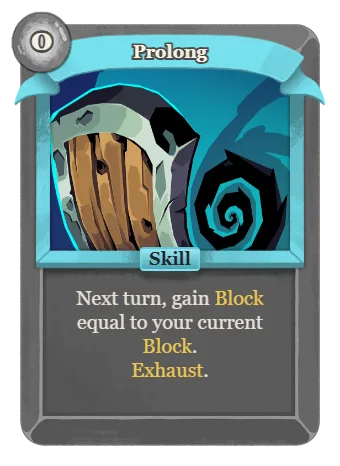 0
Prolong
Skill
Next turn, gain Block
equal to your current
Block.
Exhaust.